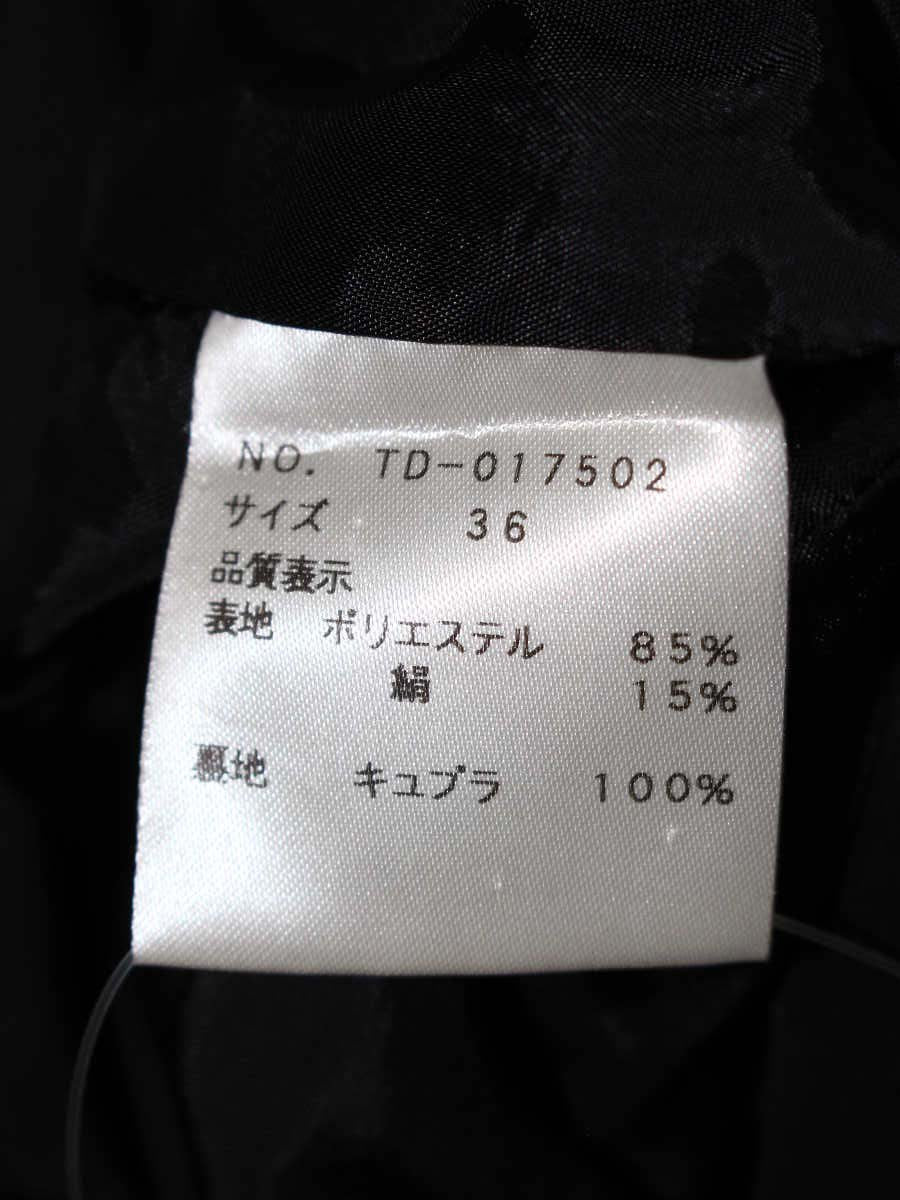 NO. TD-017502
サイズ 36
品質表示
表地 ポリエステル 85%
絹 15%
裏地 キュプラ 100%